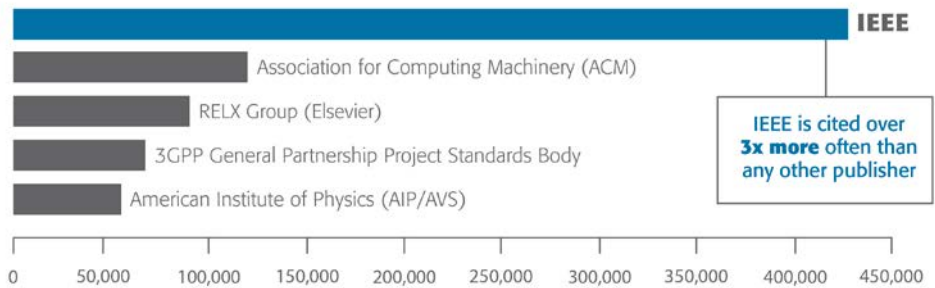 IEEE
Association for Computing Machinery (ACM)
RELX Group (Elsevier)
3GPP General Partnership Project Standards Body
American Institute of Physics (AIP/AVS)
IEEE is cited over
3x more often than
any other publisher
0 50,000 100,000 150,000 200,000 250,000 300,000 350,000 400,000 450,000